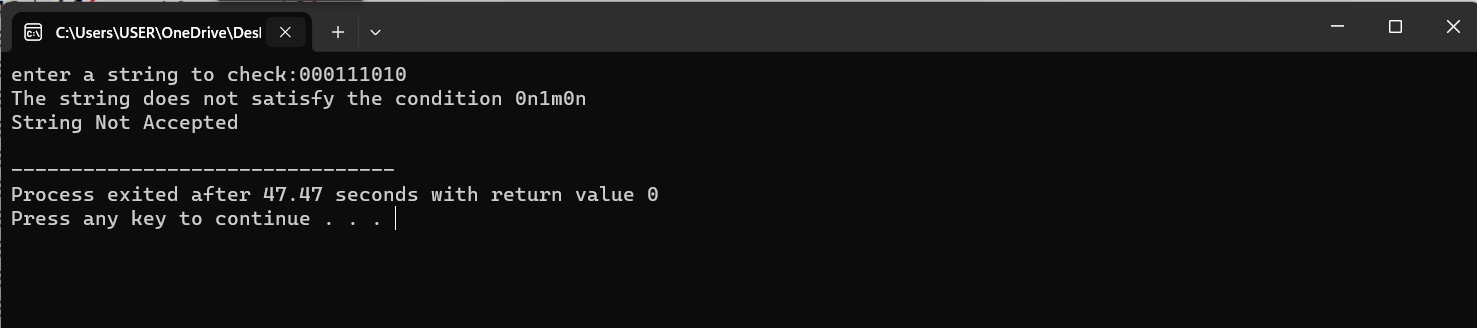 C:\Users\USER\OneDrive\Des
enter a string to check:000111010
The string does not satisfy the condition 0n1m0n
String Not Accepted
--------------------------------
Process exited after 47.47 seconds with return value 0
Press any key to continue . . .